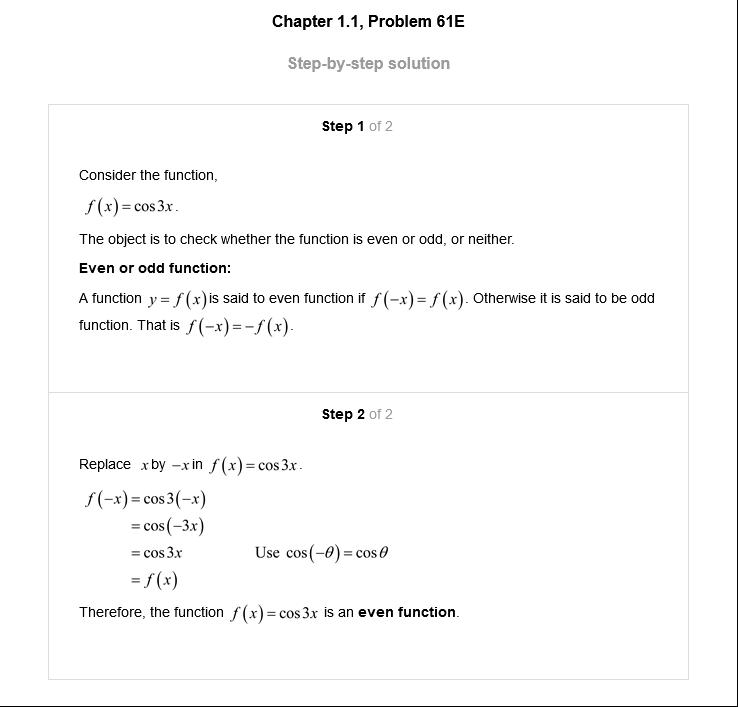 Chapter 1.1, Problem 61E
Step-by-step solution
Step 1 of 2
Consider the function,
f(x) = cos 3x.
The object is to check whether the function is even or odd, or neither.
Even or odd function:
A function y = f(x) is said to even function if f(−x) = f(x). Otherwise it is said to be odd
function. That is f(−x) = −f(x).
Step 2 of 2
Replace x by −x in f(x) = cos 3x.
f(−x) = cos 3(−x)
= cos(−3x)
= cos 3x Use cos(−θ) = cos θ
= f(x)
Therefore, the function f(x) = cos 3x is an even function.